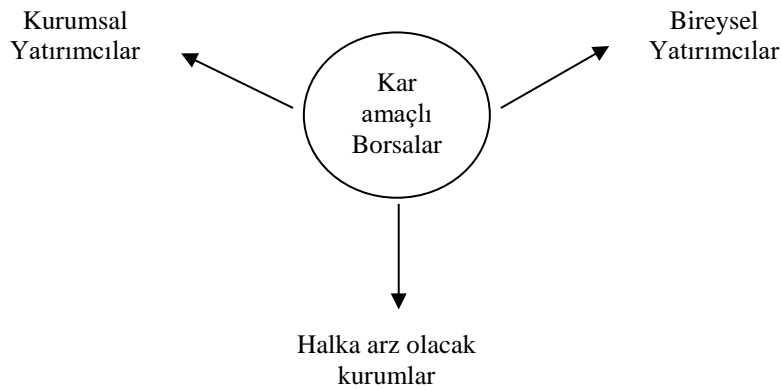 Kurumsal
Yatırımcılar
Bireysel
Yatırımcılar
Kar
amaçlı
Borsalar
Halka arz olacak
kurumlar